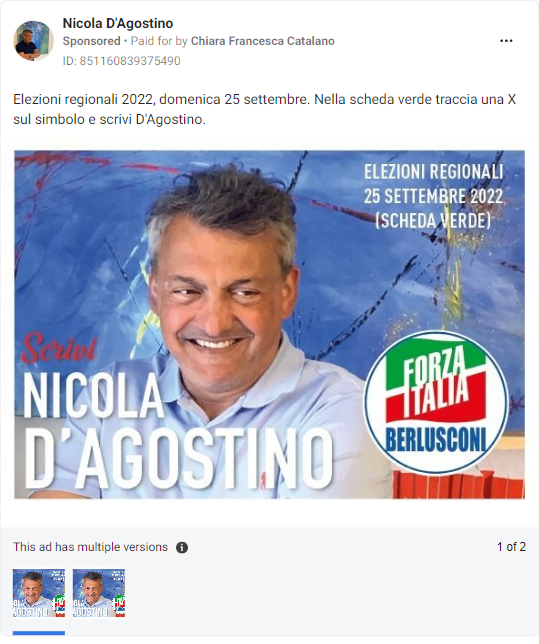 Nicola D'Agostino
Sponsored • Paid for by Chiara Francesca Catalano
ID: 851160839375490
Elezioni regionali 2022, domenica 25 settembre. Nella scheda verde traccia una X
sul simbolo e scrivi D'Agostino.
ELEZIONI REGIONALI
25 SETTEMBRE 2022
(SCHEDA VERDE)
Scrivi
NICOLA
D'AGOSTINO
FORZA
ITALIA
BERLUSCONI
This ad has multiple versions
1 of 2